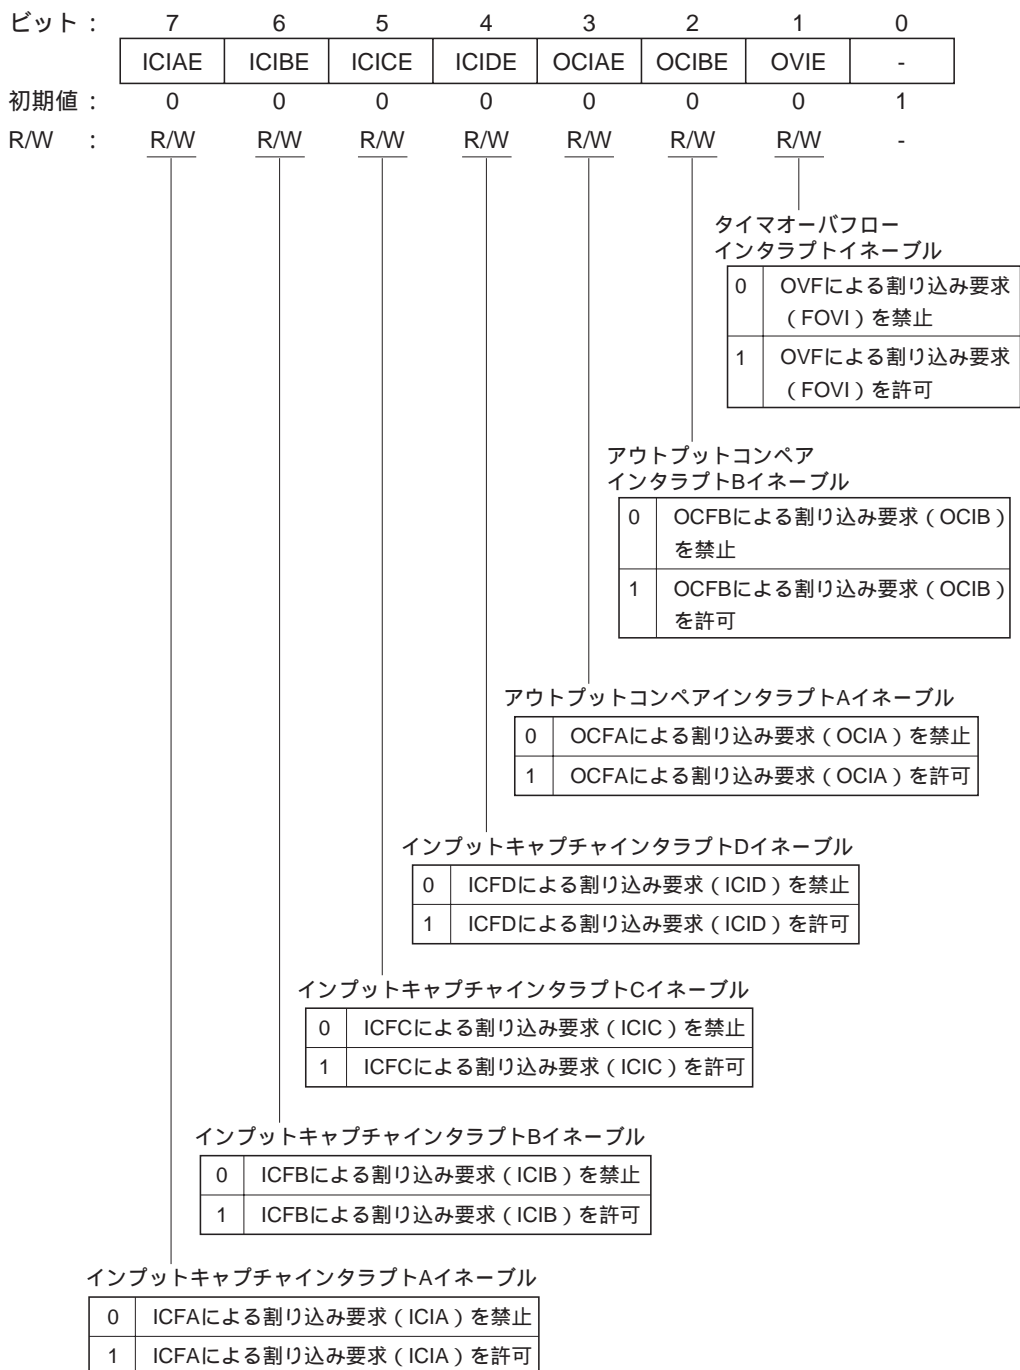 ビット： 7 6 5 4 3 2 1 0
ICIAE ICIBE ICICE ICIDE OCIAE OCIBE OVIE -
初期値： 0 0 0 0 0 0 0 1
R/W ： R/W R/W R/W R/W R/W R/W R/W -
タイマオーバフロー
インタラプトイネーブル
0 OVFによる割り込み要求
（FOVI）を禁止
1 OVFによる割り込み要求
（FOVI）を許可
アウトプットコンペア
インタラプトBイネーブル
0 OCFBによる割り込み要求（OCIB）
を禁止
1 OCFBによる割り込み要求（OCIB）
を許可
アウトプットコンペアインタラプトAイネーブル
0 OCFAによる割り込み要求（OCIA）を禁止
1 OCFAによる割り込み要求（OCIA）を許可
インプットキャプチャインタラプトDイネーブル
0 ICFDによる割り込み要求（ICID）を禁止
1 ICFDによる割り込み要求（ICID）を許可
インプットキャプチャインタラプトCイネーブル
0 ICFCによる割り込み要求（ICIC）を禁止
1 ICFCによる割り込み要求（ICIC）を許可
インプットキャプチャインタラプトBイネーブル
0 ICFBによる割り込み要求（ICIB）を禁止
1 ICFBによる割り込み要求（ICIB）を許可
インプットキャプチャインタラプトAイネーブル
0 ICFAによる割り込み要求（ICIA）を禁止
1 ICFAによる割り込み要求（ICIA）を許可